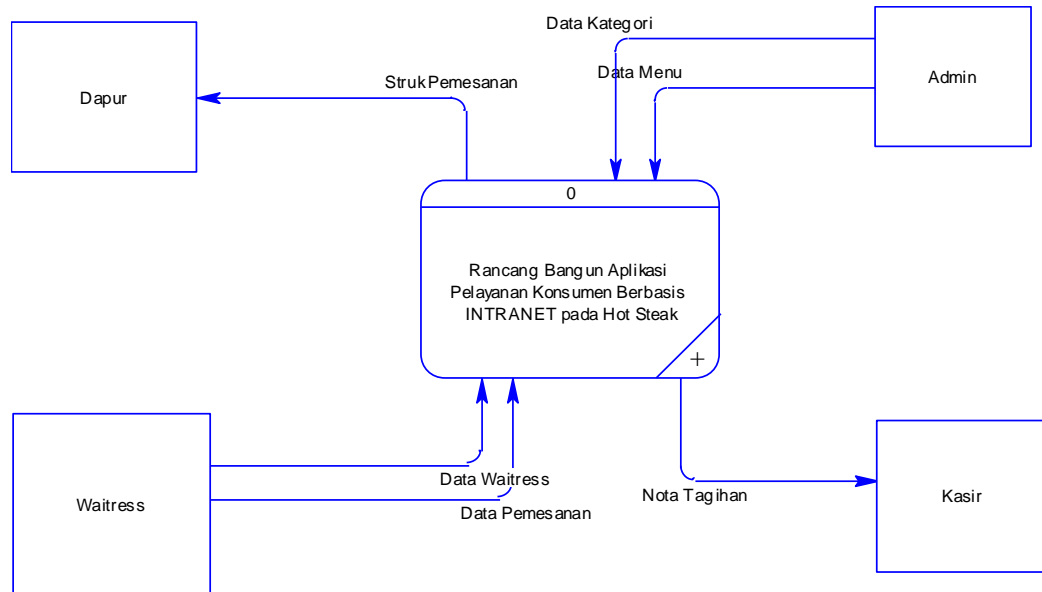 Data Kategori
Data Menu
Admin
Struk Pemesanan
Dapur
0
Rancang Bangun Aplikasi
Pelayanan Konsumen Berbasis
INTRANET pada Hot Steak
+
Data Waitress
Data Pemesanan
Waitress
Nota Tagihan
Kasir